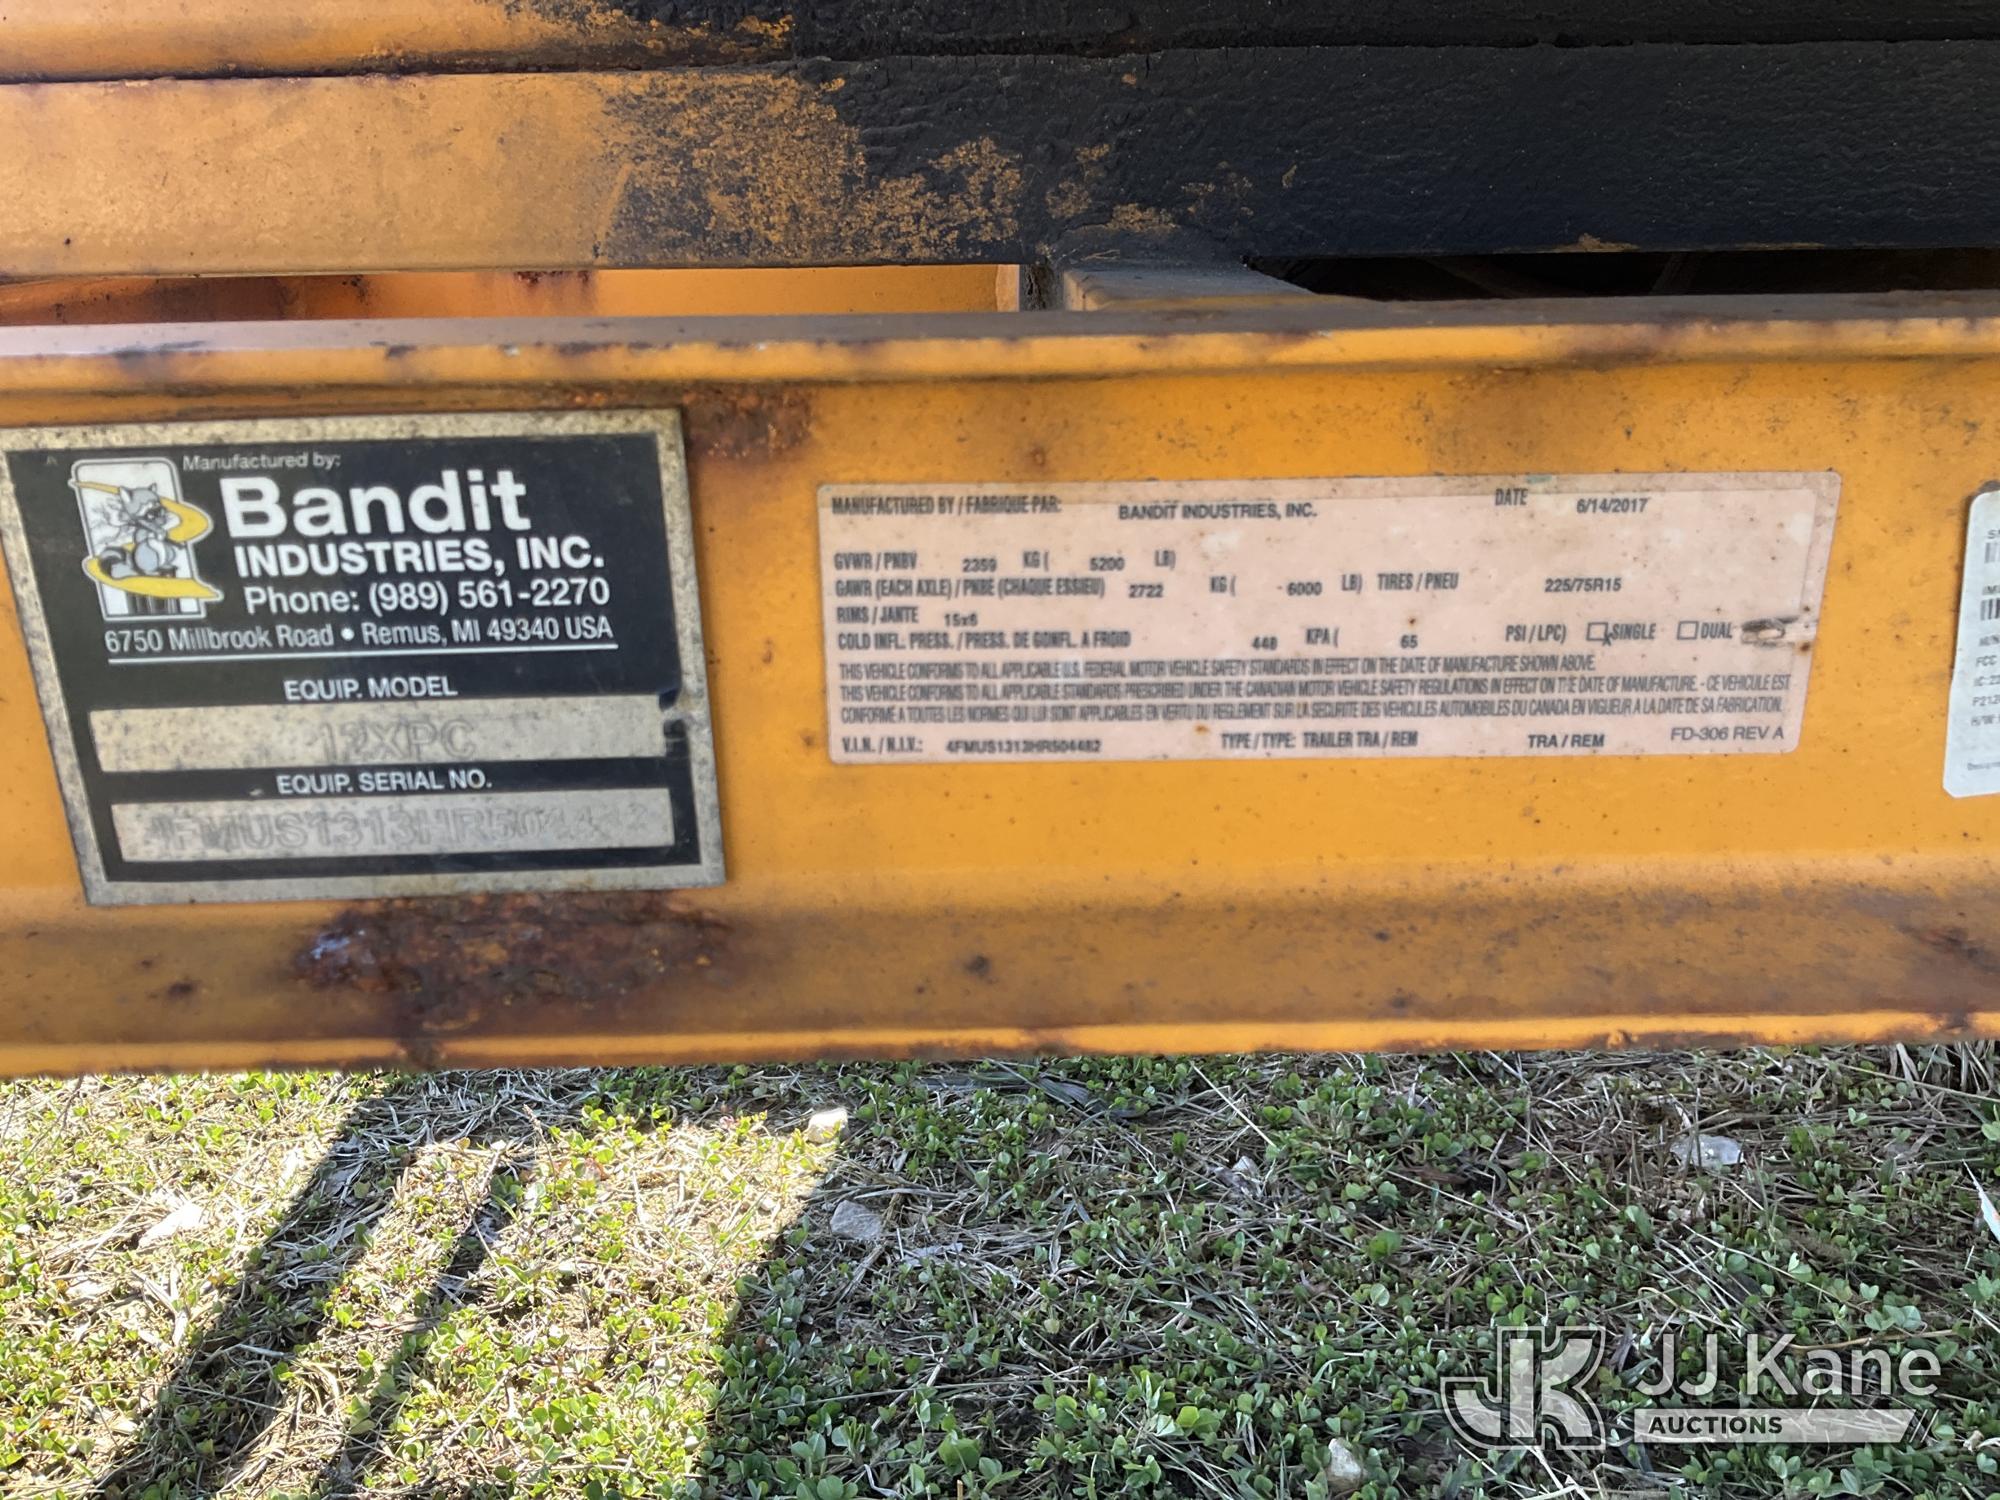 Manufactured by:
Bandit
INDUSTRIES, INC.
Phone: (989) 561-2270
6750 Millbrook Road • Remus, MI 49340 USA
EQUIP. MODEL
12XPC
EQUIP. SERIAL NO.
4FMUS1313HR504482
MANUFACTURED BY / FABRIQUE PAR: BANDIT INDUSTRIES, INC. DATE 6/14/2017
GVWR / PNBV 2359 KG ( 5200 LB)
GAWR (EACH AXLE) / PNBE (CHAQUE ESSIEU) 2722 KG ( 6000 LB) TIRES / PNEU 225/75R15
RIMS / JANTE 15x6
COLD INFL. PRESS. / PRESS. DE GONFL. A FROID 448 KPA ( 65 PSI / LPC) SINGLE DUAL
THIS VEHICLE CONFORMS TO ALL APPLICABLE U.S. FEDERAL MOTOR VEHICLE SAFETY STANDARDS IN EFFECT ON THE DATE OF MANUFACTURE SHOWN ABOVE.
THIS VEHICLE CONFORMS TO ALL APPLICABLE STANDARDS PRESCRIBED UNDER THE CANADIAN MOTOR VEHICLE SAFETY REGULATIONS IN EFFECT ON THE DATE OF MANUFACTURE. - CE VEHICULE EST
CONFORME A TOUTES LES NORMES QUI LUI SONT APPLICABLES EN VERTU DU REGLEMENT SUR LA SECURITE DES VEHICULES AUTOMOBILES DU CANADA EN VIGUEUR A LA DATE DE SA FABRICATION.
V.I.N. / N.I.V.: 4FMUS1313HR504482 TYPE / TYPE: TRAILER TRA / REM TRA / REM FD-306 REV A
FCC
JK JJ Kane
AUCTIONS